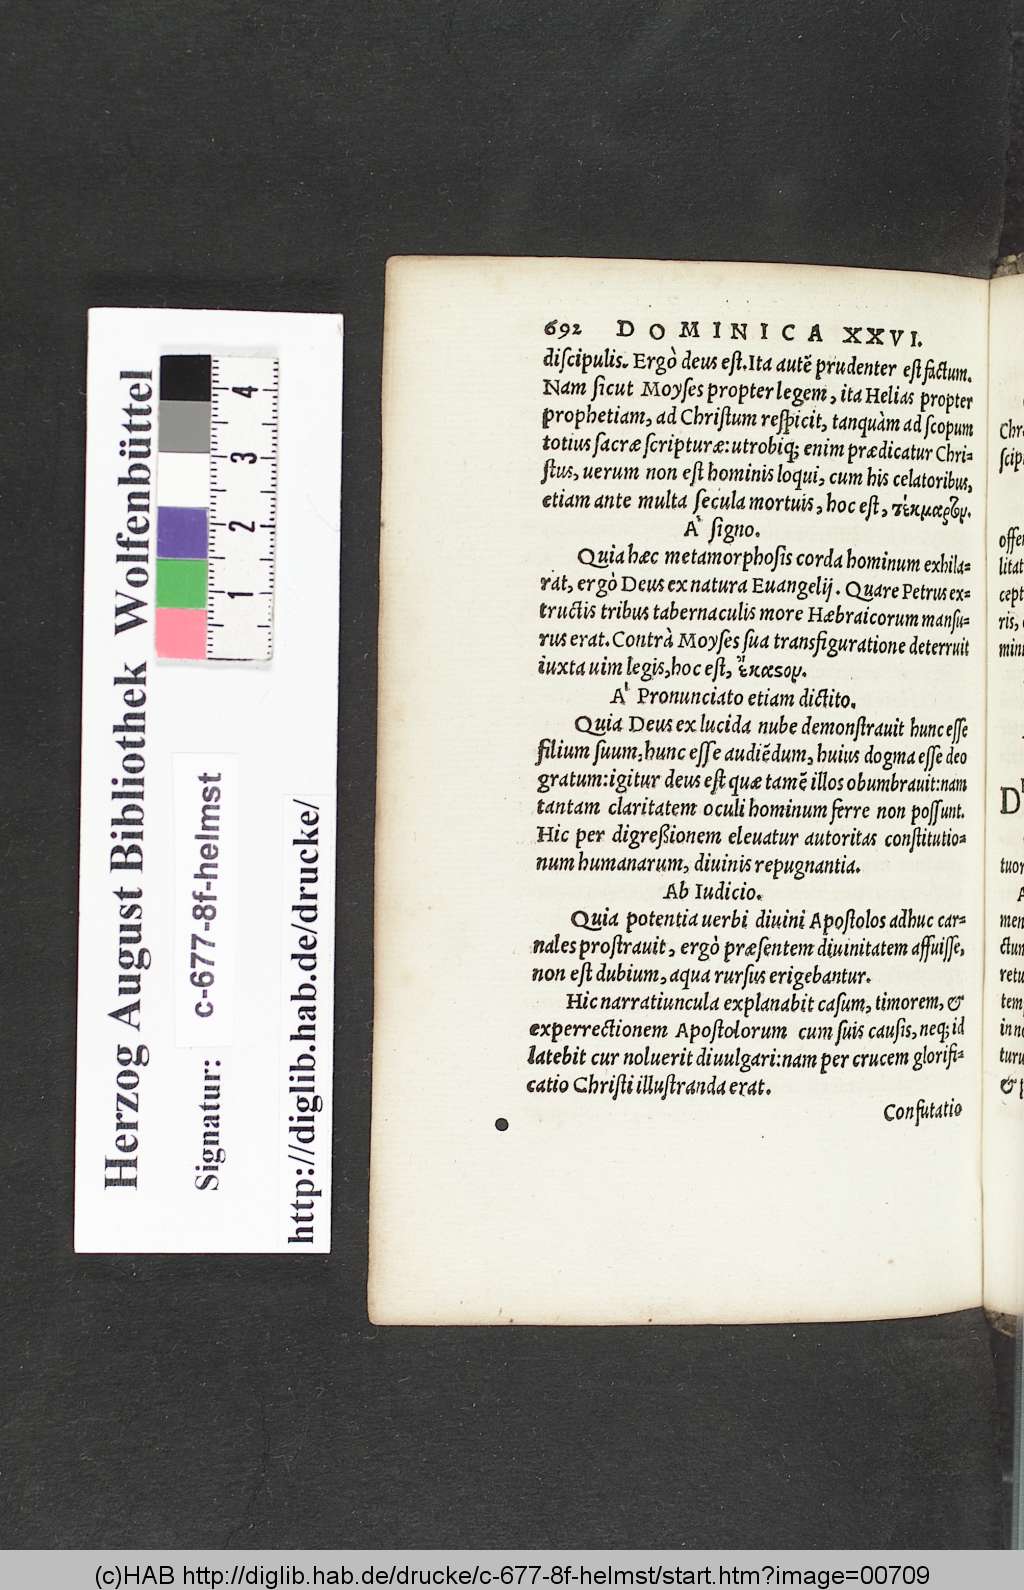 692 DOMINICA XXVI.
diſcipulis. Ergò deus eſt. Ita autẽ prudenter eſt factum.
Nam ſicut Moyſes propter legem, ita Helias propter
prophetiam, ad Chriſtum reſpicit, tanquàm ad ſcopum
totius ſacræ ſcripturæ: utrobiq; enim prædicatur Chri-
ſtus, uerum non eſt hominis loqui, cum his celatoribus,
etiam ante multa ſecula mortuis, hoc eſt,
A' ſigno.
Quia hæc metamorphoſis corda hominum exhila-
rat, ergò Deus ex natura Euangelij. Quare Petrus ex-
tructis tribus tabernaculis more Hæbraicorum manſu-
rus erat. Contrà Moyſes ſua transfiguratione deterruit
iuxta uim legis, hoc eſt,
A' Pronunciato etiam dictito.
Quia Deus ex lucida nube demonſtrauit hunc eſſe
filium ſuum, hunc eſſe audiẽdum, huius dogma eſſe deo
gratum: igitur deus eſt quæ tamẽ illos obumbrauit: nam
tantam claritatem oculi hominum ferre non poſſunt.
Hic per digreßionem eleuatur autoritas conſtitutio-
num humanarum, diuinis repugnantia.
Ab Iudicio.
Quia potentia uerbi diuini Apoſtolos adhuc car-
nales proſtrauit, ergò præſentem diuinitatem affuiſſe,
non eſt dubium, a qua rurſus erigebantur.
Hic narratiuncula explanabit caſum, timorem, &
experrectionem Apoſtolorum cum ſuis cauſis, neq; id
latebit cur noluerit diuulgari: nam per crucem glorifi-
catio Chriſti illuſtranda erat.
Confutatio
Herzog August Bibliothek Wolfenbüttel
Signatur: c-677-8f-helmst
http://diglib.hab.de/drucke/
1 2 3 4
(c)HAB http://diglib.hab.de/drucke/c-677-8f-helmst/start.htm?image=00709